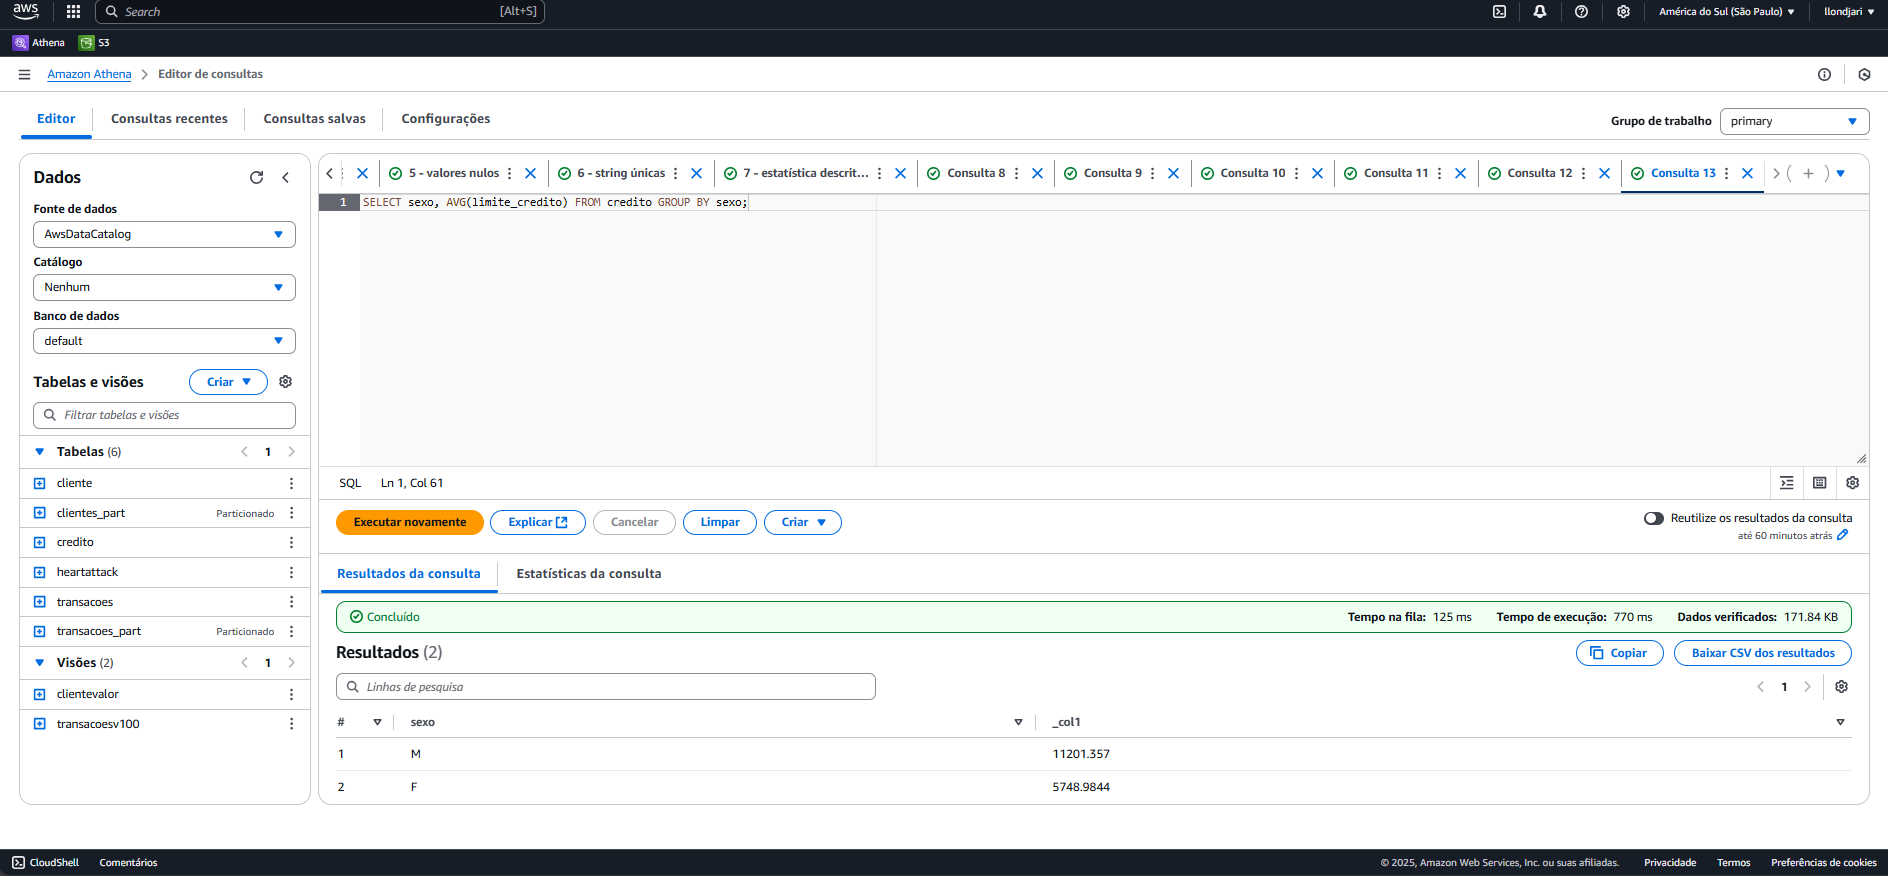 aws Search [Alt+S] América do Sul (São Paulo) llondjari
Athena S3
Amazon Athena Editor de consultas
Editor Consultas recentes Consultas salvas Configurações
Grupo de trabalho primary
Dados
Fonte de dados
AwsDataCatalog
Catálogo
Nenhum
Banco de dados
default
Tabelas e visões Criar
Filtrar tabelas e visões
Tabelas (6) 1
cliente
clientes_part Particionado
credito
heartattack
transacoes
transacoes_part Particionado
Visões (2) 1
clientevalor
transacoesv100
5 - valores nulos 6 - string únicas 7 - estatística descrit... Consulta 8 Consulta 9 Consulta 10 Consulta 11 Consulta 12 Consulta 13
1 SELECT sexo, AVG(limite_credito) FROM credito GROUP BY sexo;
SQL Ln 1, Col 61
Executar novamente Explicar Cancelar Limpar Criar
Reutilize os resultados da consulta
até 60 minutos atrás
Resultados da consulta Estatísticas da consulta
Concluído Tempo na fila: 125 ms Tempo de execução: 770 ms Dados verificados: 171.84 KB
Resultados (2) Copiar Baixar CSV dos resultados
Linhas de pesquisa 1
# sexo _col1
1 M 11201.357
2 F 5748.9844
CloudShell Comentários © 2025, Amazon Web Services, Inc. ou suas afiliadas. Privacidade Termos Preferências de cookies